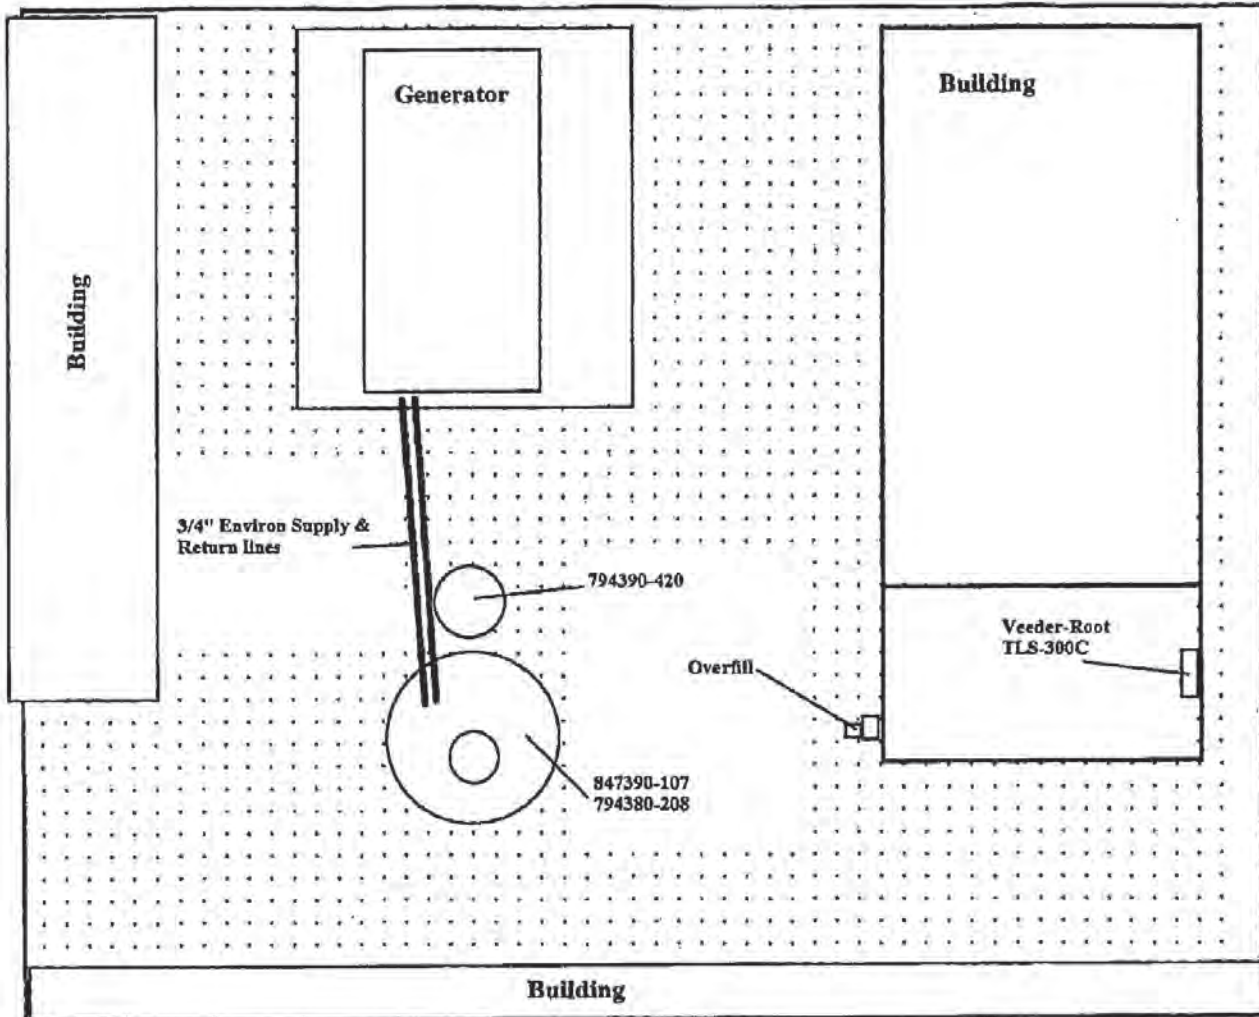 Generator
Building
Building
3/4" Environ Supply &
Return lines
794390-420
Veeder-Root
TLS-300C
Overfill
847390-107
794380-208
Building